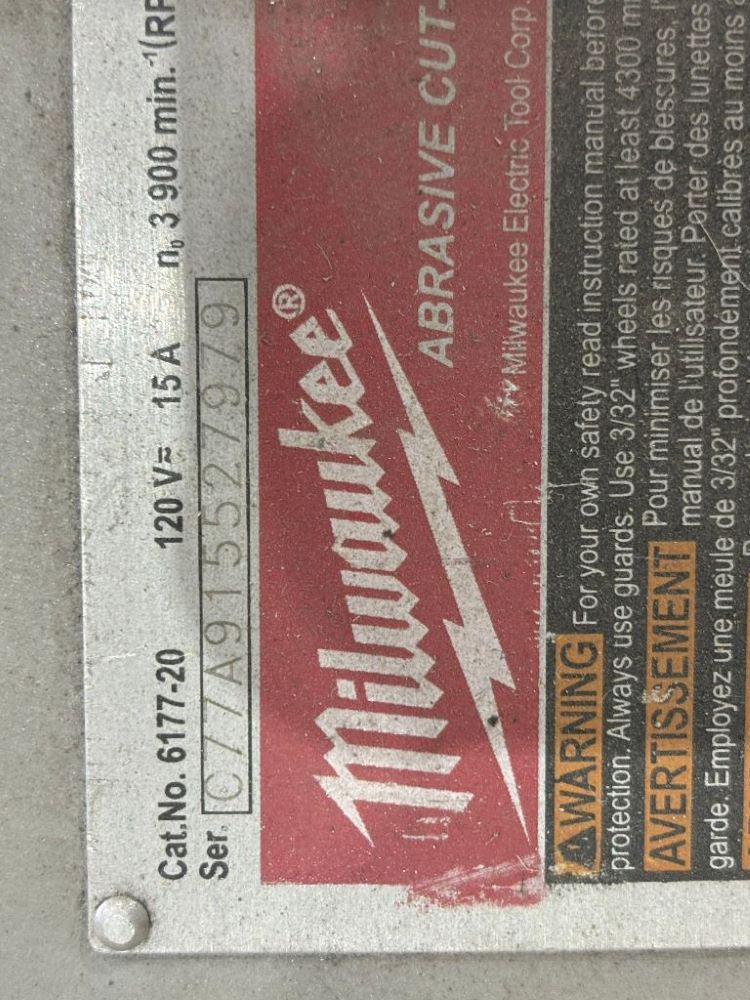 Cat.No. 6177-20 120 V≂ 15 A n₀ 3 900 min.⁻¹(RP
Ser. C77A915527979
Milwaukee®
ABRASIVE CUT-
Milwaukee Electric Tool Corp.
WARNING For your own safety read instruction manual before
protection. Always use guards. Use 3/32" wheels rated at least 4300
AVERTISSEMENT Pour minimiser les risques de blessures, l'
manual de l'utilisateur. Porter des lunettes
garde. Employez une meule de 3/32" profondément calibrés au moins